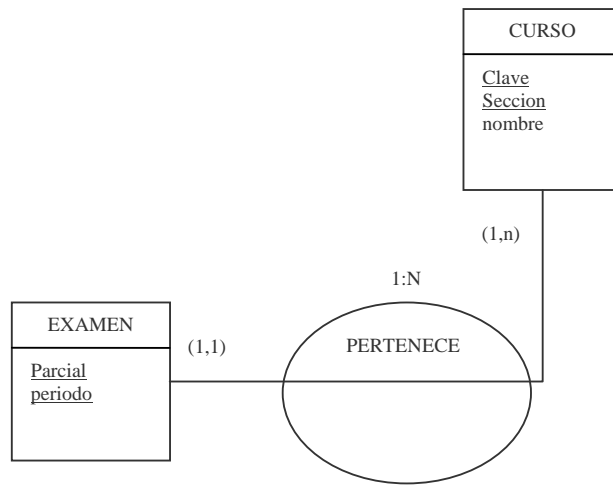 CURSO
Clave
Seccion
nombre
(1,n)
1:N
EXAMEN
(1,1)
PERTENECE
Parcial
periodo